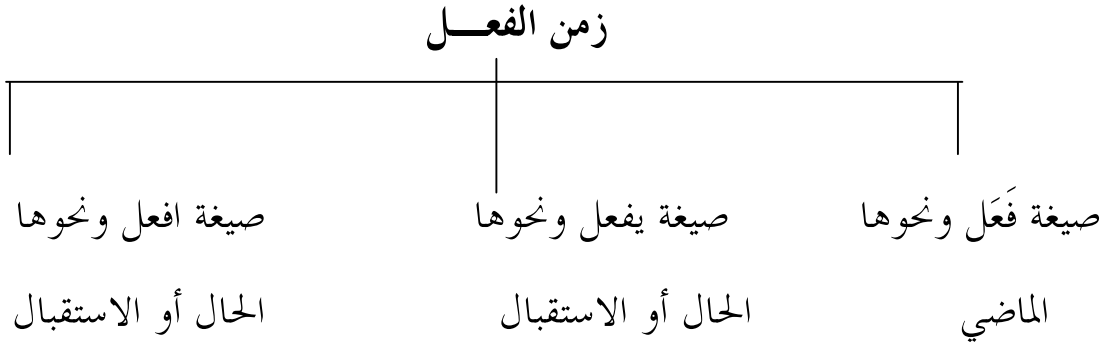 زمن الفعـــل
صيغة فَعَل ونحوها صيغة يفعل ونحوها صيغة افعل ونحوها
الماضي الحال أو الاستقبال الحال أو الاستقبال